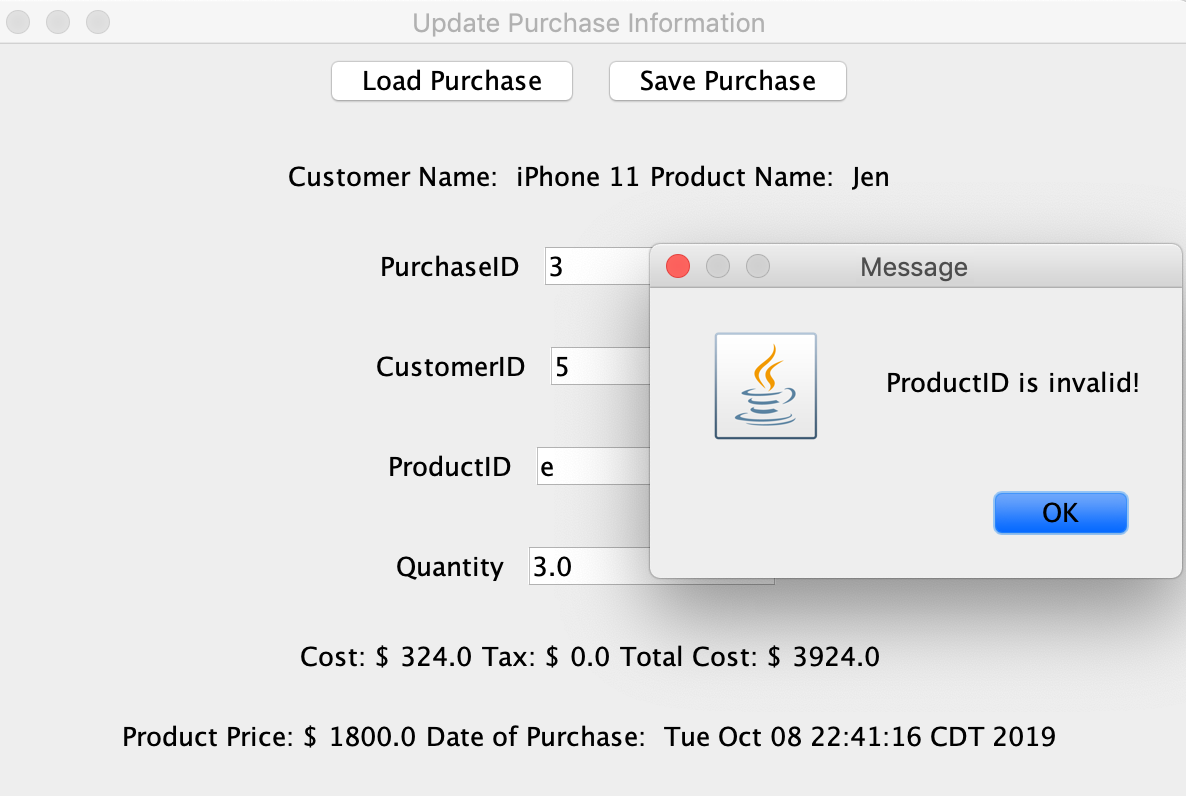 Update Purchase Information
Load Purchase Save Purchase
Customer Name: iPhone 11 Product Name: Jen
PurchaseID 3
Message
CustomerID 5
ProductID is invalid!
ProductID e
OK
Quantity 3.0
Cost: $ 324.0 Tax: $ 0.0 Total Cost: $ 3924.0
Product Price: $ 1800.0 Date of Purchase: Tue Oct 08 22:41:16 CDT 2019